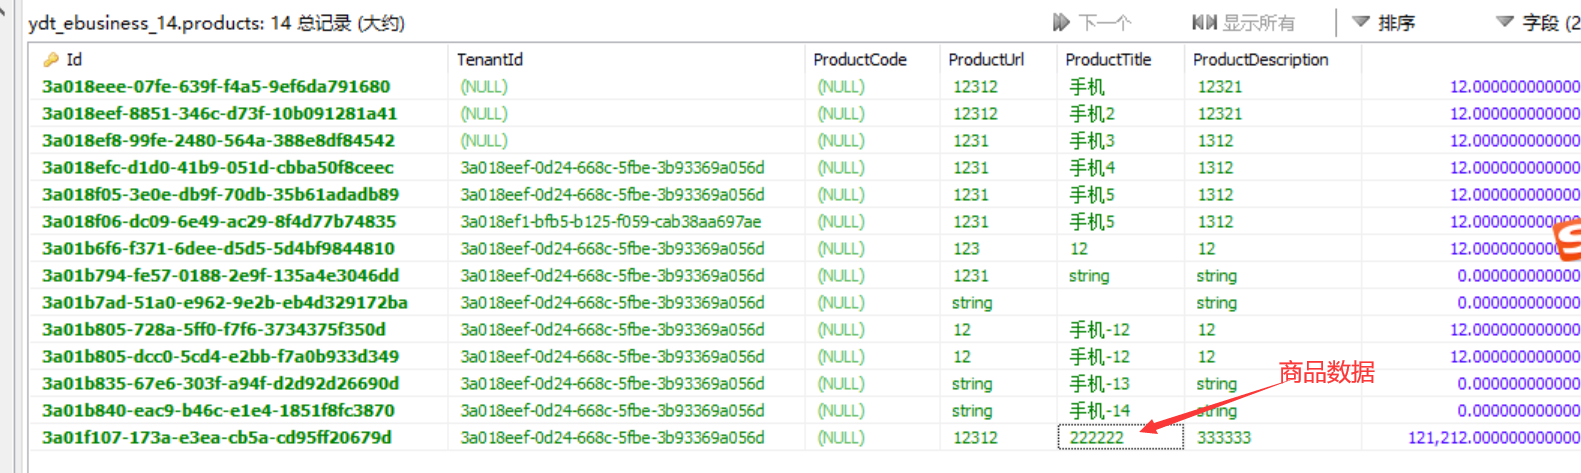 ydt_ebusiness_14.products: 14 总记录 (大约) 下一个 显示所有 排序 字段 (2
Id TenantId ProductCode ProductUrl ProductTitle ProductDescription
3a018eee-07fe-639f-f4a5-9ef6da791680 (NULL) (NULL) 12312 手机 12321 12.000000000000
3a018eef-8851-346c-d73f-10b091281a41 (NULL) (NULL) 12312 手机2 12321 12.000000000000
3a018ef8-99fe-2480-564a-388e8df84542 (NULL) (NULL) 1231 手机3 1312 12.000000000000
3a018efc-d1d0-41b9-051d-cbba50f8ceec 3a018eef-0d24-668c-5fbe-3b93369a056d (NULL) 1231 手机4 1312 12.000000000000
3a018f05-3e0e-db9f-70db-35b61adadb89 3a018eef-0d24-668c-5fbe-3b93369a056d (NULL) 1231 手机5 1312 12.000000000000
3a018f06-dc09-6e49-ac29-8f4d77b74835 3a018ef1-bfb5-b125-f059-cab38aa697ae (NULL) 1231 手机5 1312 12.000000000000
3a01b6f6-f371-6dee-d5d5-5d4bf9844810 3a018eef-0d24-668c-5fbe-3b93369a056d (NULL) 123 12 12 12.000000000000
3a01b794-fe57-0188-2e9f-135a4e3046dd 3a018eef-0d24-668c-5fbe-3b93369a056d (NULL) 1231 string string 0.000000000000
3a01b7ad-51a0-e962-9e2b-eb4d329172ba 3a018eef-0d24-668c-5fbe-3b93369a056d (NULL) string string 0.000000000000
3a01b805-728a-5ff0-f7f6-3734375f350d 3a018eef-0d24-668c-5fbe-3b93369a056d (NULL) 12 手机-12 12 12.000000000000
3a01b805-dcc0-5cd4-e2bb-f7a0b933d349 3a018eef-0d24-668c-5fbe-3b93369a056d (NULL) 12 手机-12 12 12.000000000000
商品数据
3a01b835-67e6-303f-a94f-d2d92d26690d 3a018eef-0d24-668c-5fbe-3b93369a056d (NULL) string 手机-13 string 0.000000000000
3a01b840-eac9-b46c-e1e4-1851f8fc3870 3a018eef-0d24-668c-5fbe-3b93369a056d (NULL) string 手机-14 string 0.000000000000
3a01f107-173a-e3ea-cb5a-cd95ff20679d 3a018eef-0d24-668c-5fbe-3b93369a056d (NULL) 12312 222222 333333 121,212.000000000000